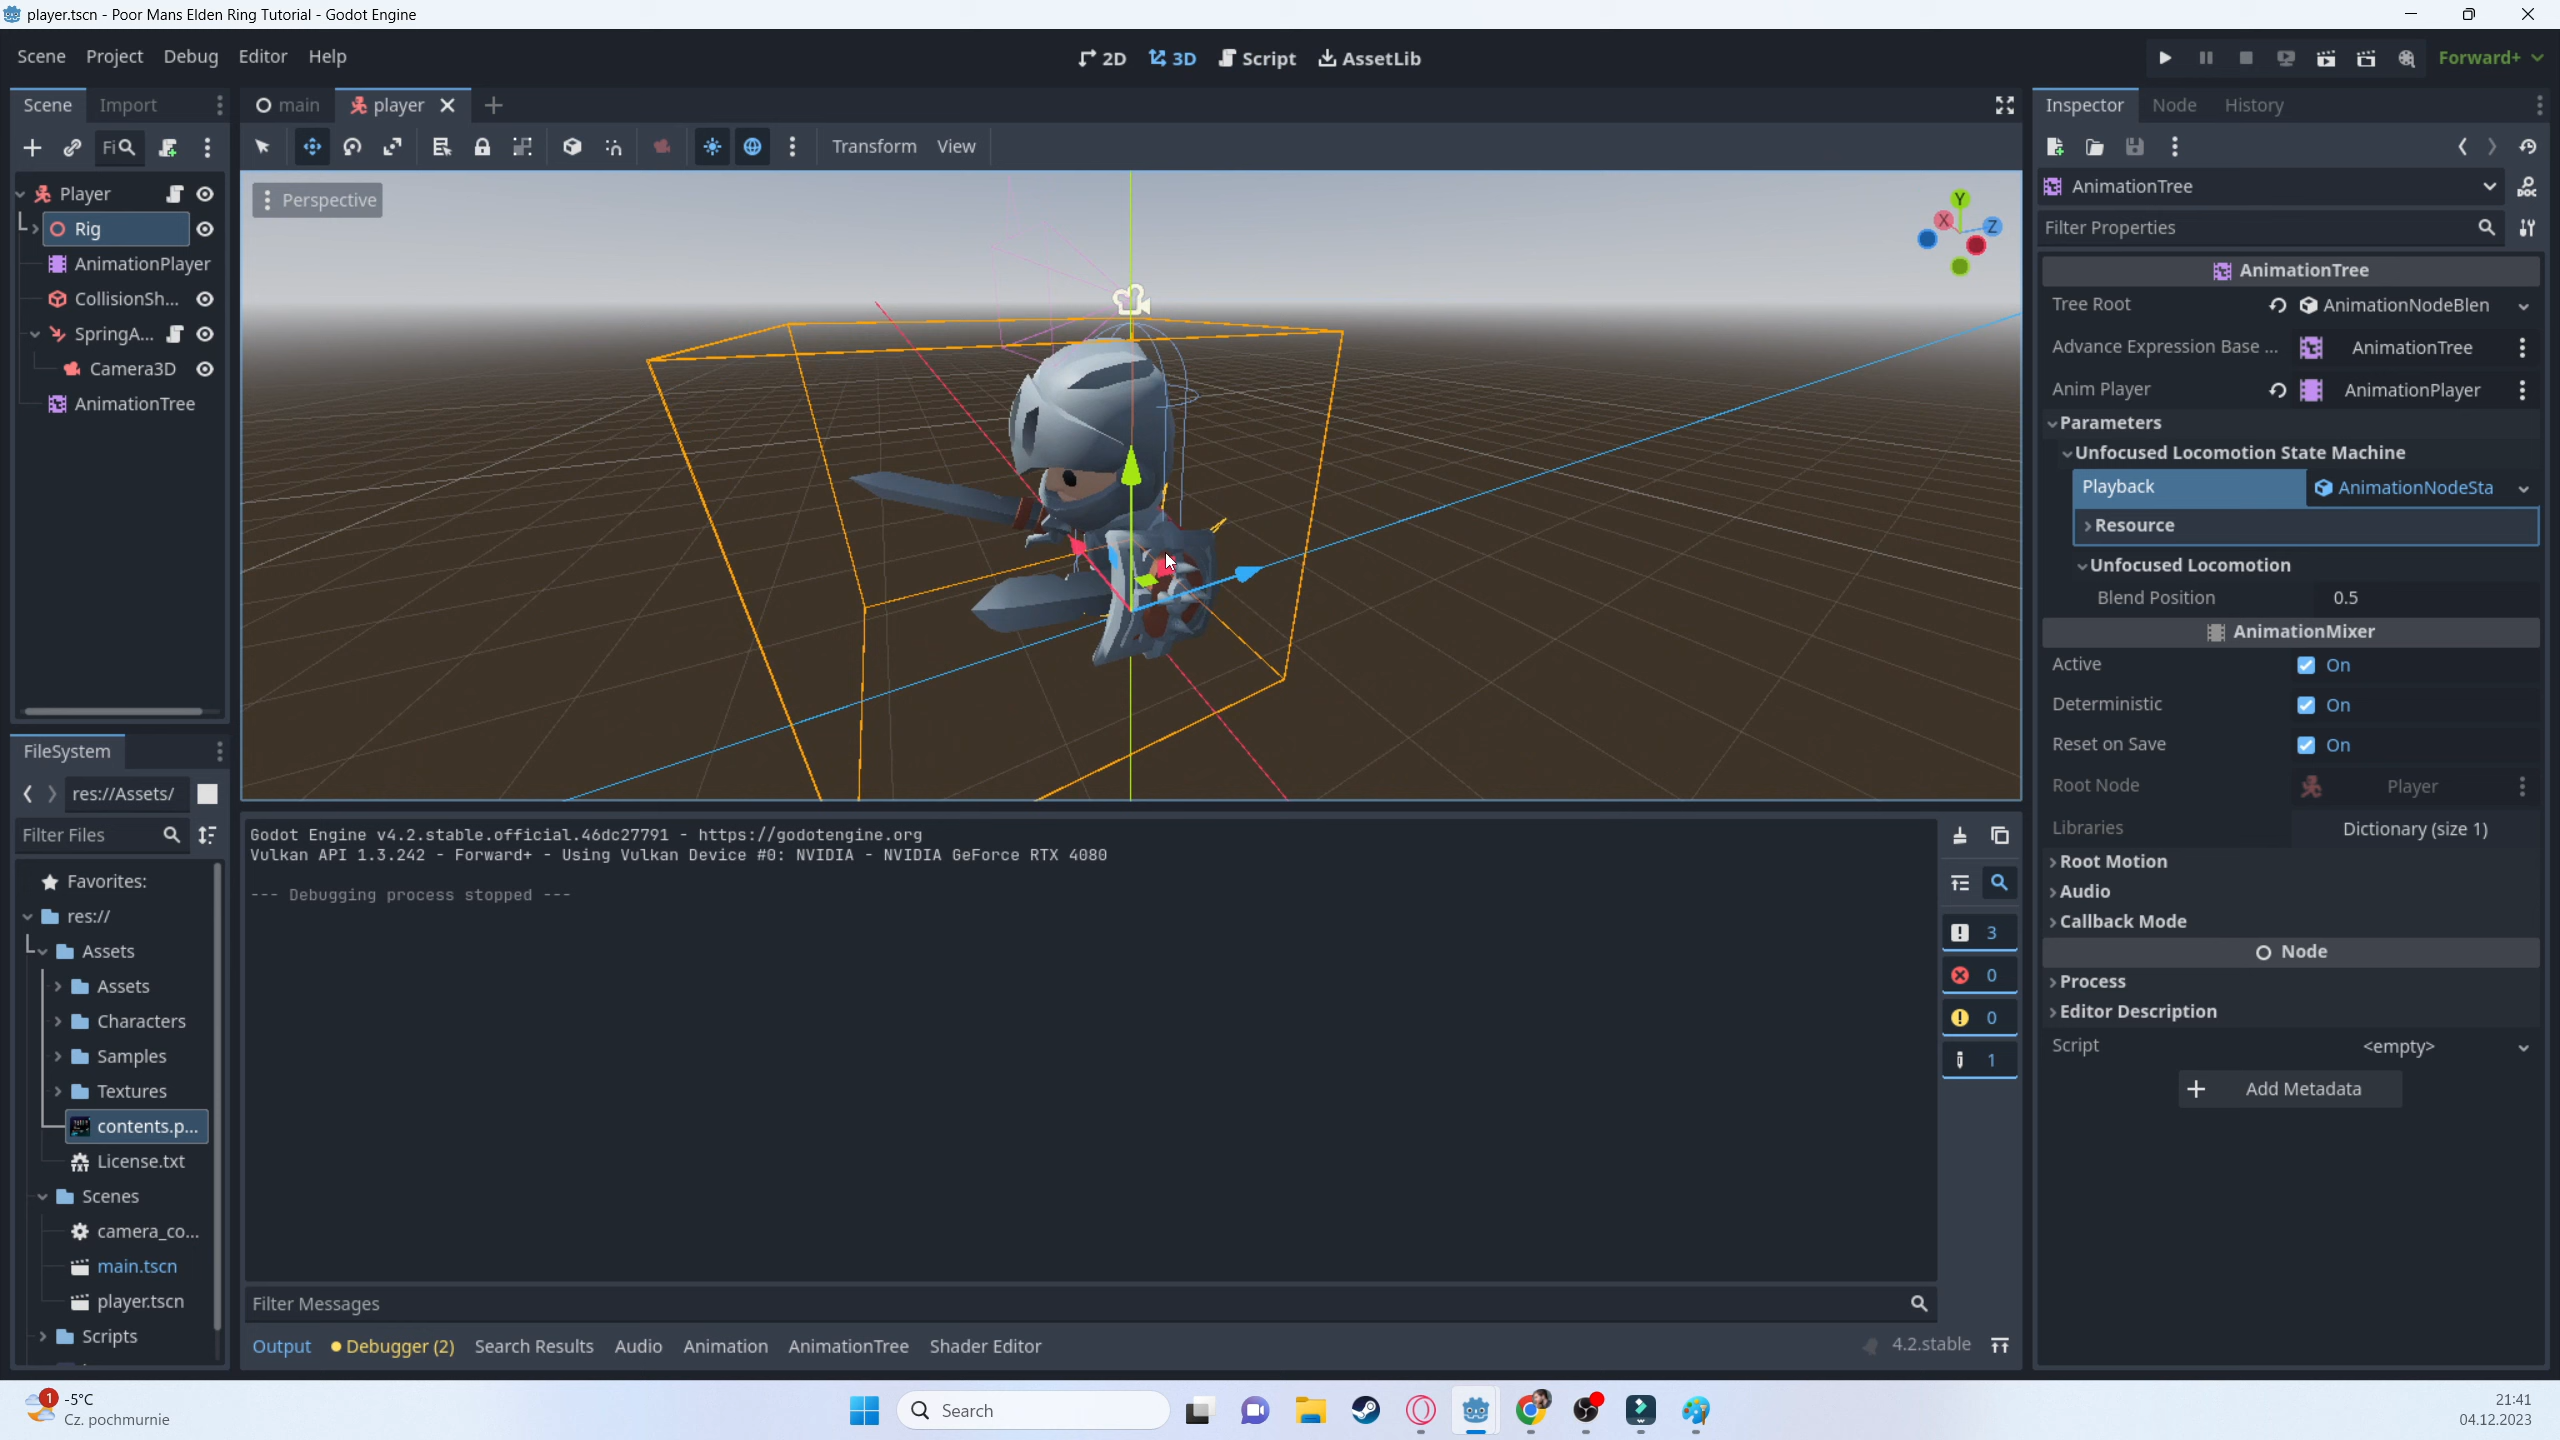 player.tscn - Poor Mans Elden Ring Tutorial - Godot Engine
Scene Project Debug Editor Help
2D 3D Script AssetLib
Forward+
Scene Import
main player
Inspector Node History
Fi
Transform View
AnimationTree
Filter Properties
Player
Rig
AnimationPlayer
CollisionSh...
SpringA...
Camera3D
AnimationTree
Perspective
Y
X
Z
AnimationTree
Tree Root AnimationNodeBlen
Advance Expression Base ... AnimationTree
Anim Player AnimationPlayer
Parameters
Unfocused Locomotion State Machine
Playback AnimationNodeSta
Resource
Unfocused Locomotion
Blend Position 0.5
AnimationMixer
Active On
Deterministic On
Reset on Save On
Root Node Player
Libraries Dictionary (size 1)
Root Motion
Audio
Callback Mode
Node
Process
Editor Description
Script <empty>
Add Metadata
FileSystem
res://Assets/
Filter Files
Favorites:
res://
Assets
Assets
Characters
Samples
Textures
contents.p...
License.txt
Scenes
camera_co...
main.tscn
player.tscn
Scripts
Godot Engine v4.2.stable.official.46dc27791 - https://godotengine.org
Vulkan API 1.3.242 - Forward+ - Using Vulkan Device #0: NVIDIA - NVIDIA GeForce RTX 4080
--- Debugging process stopped ---
3
0
0
1
Filter Messages
Output Debugger (2) Search Results Audio Animation AnimationTree Shader Editor
4.2.stable
1
-5°C
Cz. pochmurnie
Search
21:41
04.12.2023